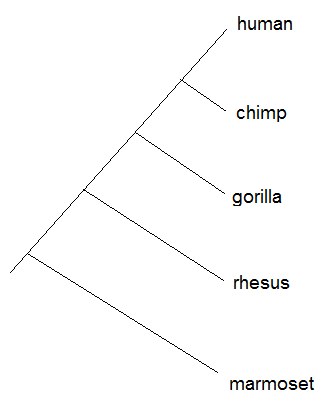 human
chimp
gorilla
rhesus
marmoset